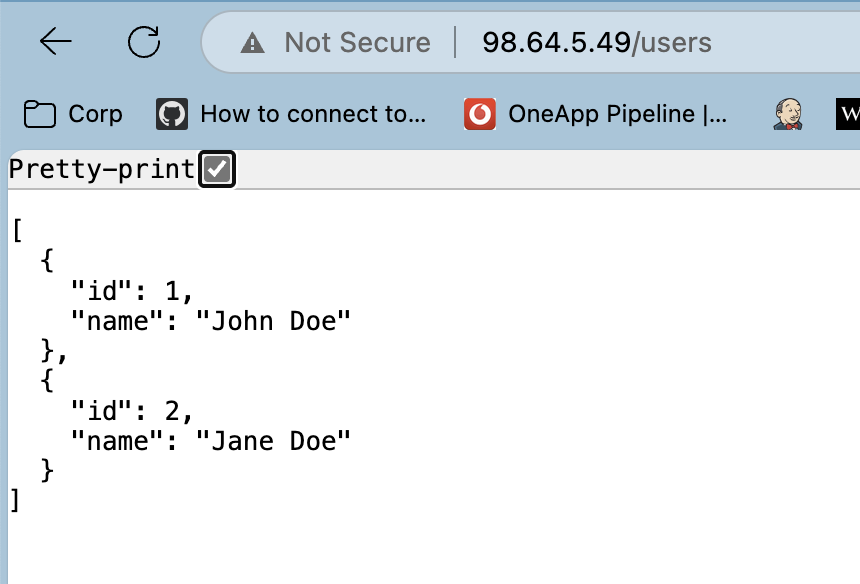 Not Secure | 98.64.5.49/users
Corp How to connect to... OneApp Pipeline |... W
Pretty-print
[
  {
    "id": 1,
    "name": "John Doe"
  },
  {
    "id": 2,
    "name": "Jane Doe"
  }
]